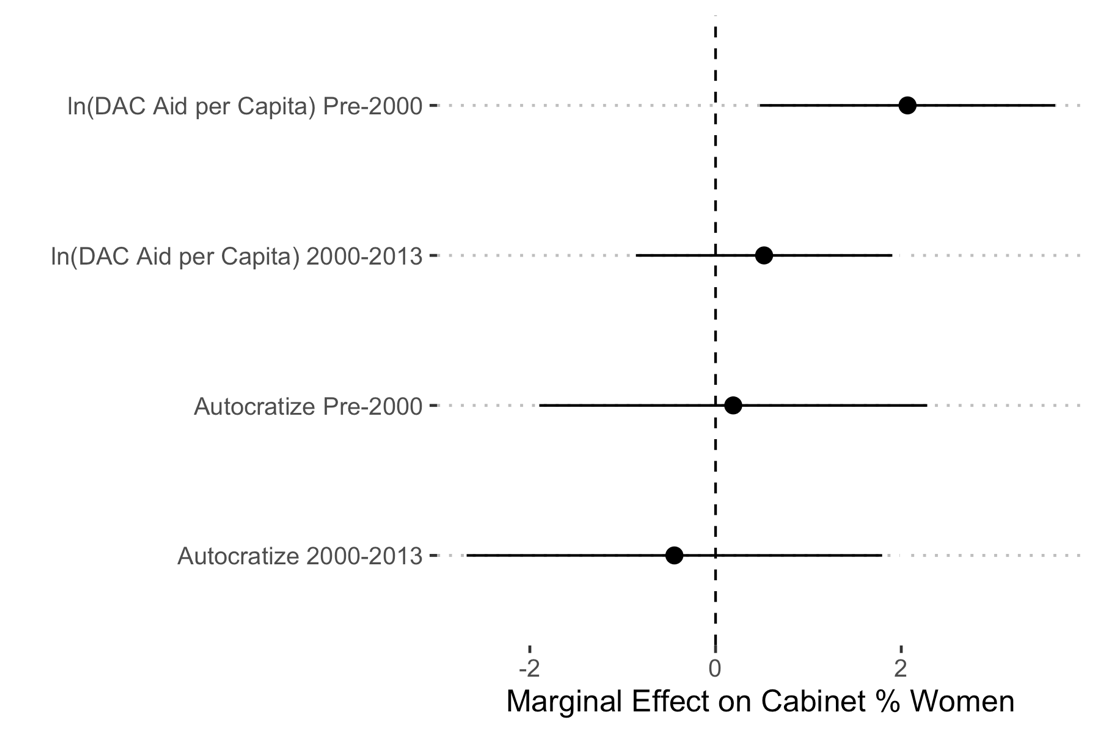 ln(DAC Aid per Capita) Pre-2000
ln(DAC Aid per Capita) 2000-2013
Autocratize Pre-2000
Autocratize 2000-2013
-2 0 2
Marginal Effect on Cabinet % Women